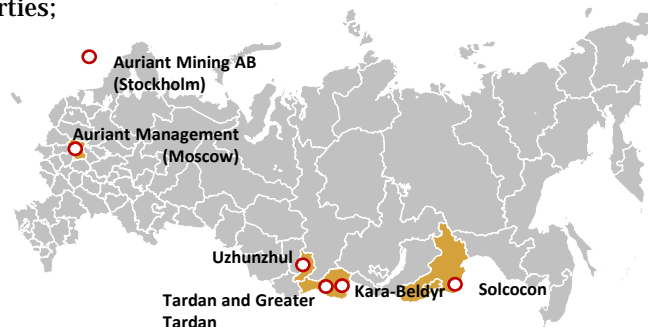 rties;
Auriant Mining AB
(Stockholm)
Auriant Management
(Moscow)
Uzhunzhul
Kara-Beldyr
Solcocon
Tardan and Greater
Tardan